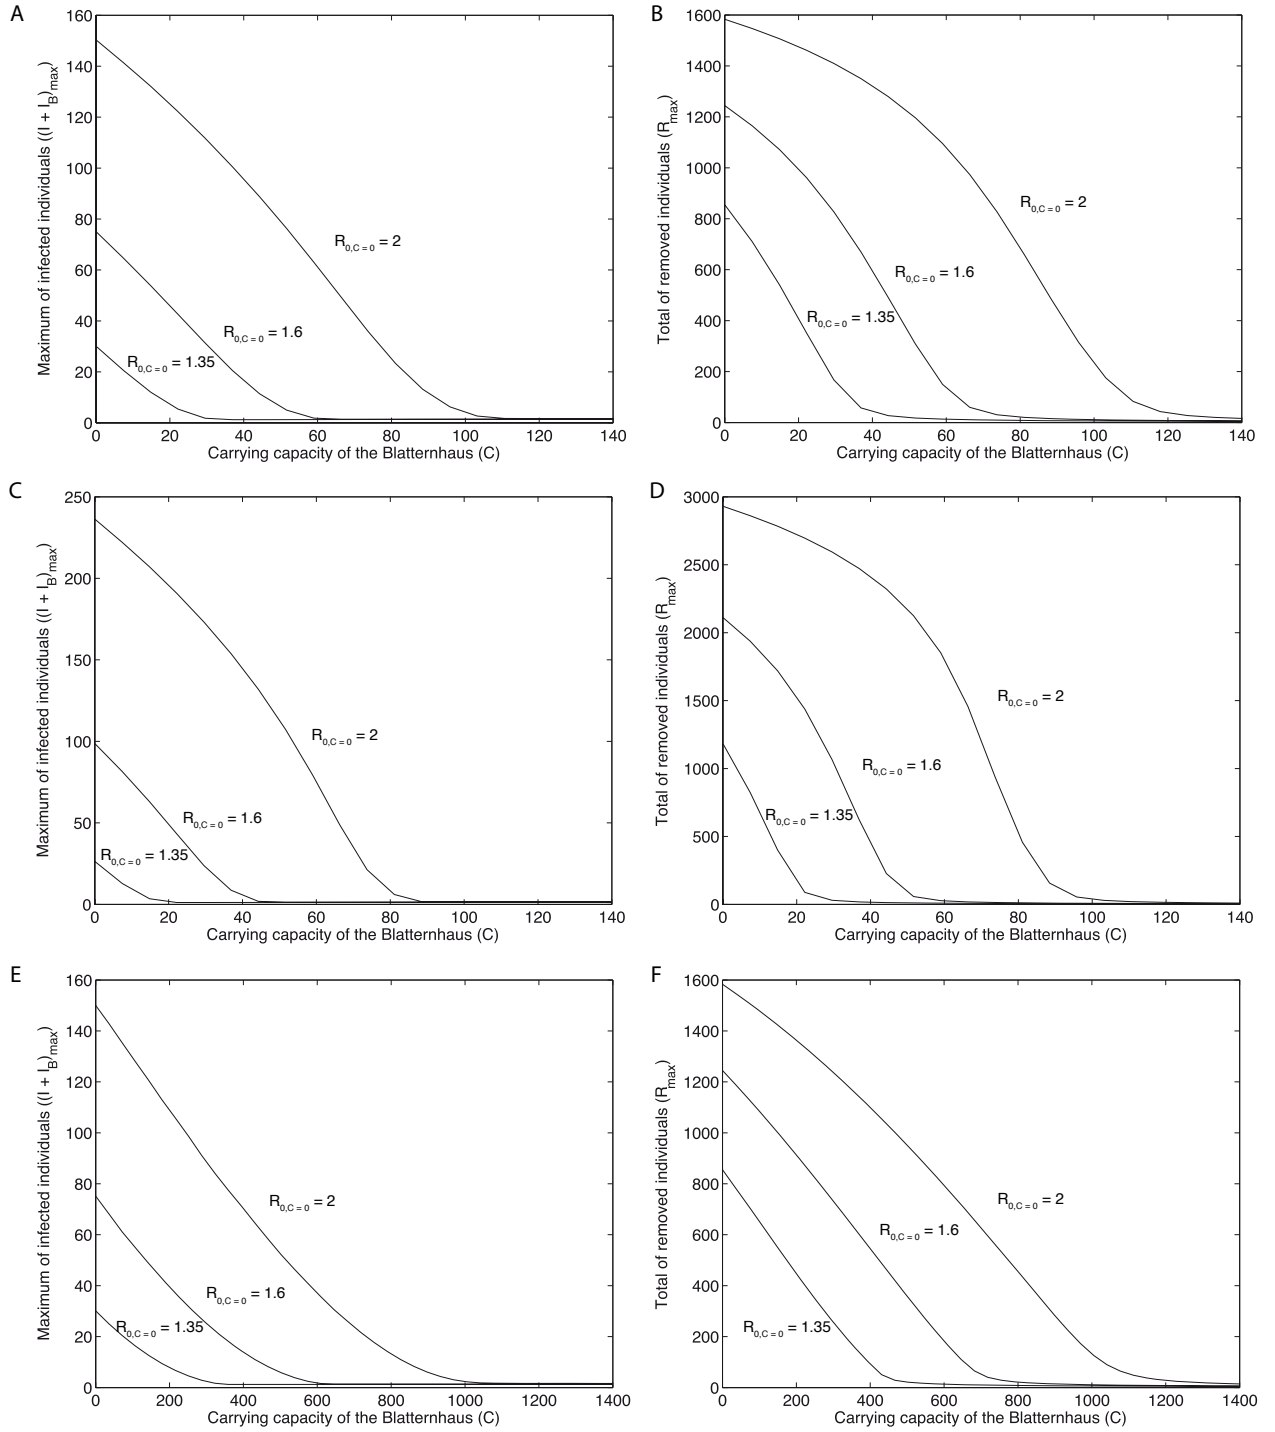 A
160
140
120
100
80
60
40
20
0
Maximum of infected individuals ((I + I_B)_max)
R_0,C = 0 = 2
R_0,C = 0 = 1.6
R_0,C = 0 = 1.35
0 20 40 60 80 100 120 140
Carrying capacity of the Blatternhaus (C)
B
1600
1400
1200
1000
800
600
400
200
0
Total of removed individuals (R_max)
R_0,C = 0 = 2
R_0,C = 0 = 1.6
R_0,C = 0 = 1.35
0 20 40 60 80 100 120 140
Carrying capacity of the Blatternhaus (C)
C
250
200
150
100
50
0
Maximum of infected individuals ((I + I_B)_max)
R_0,C = 0 = 2
R_0,C = 0 = 1.6
R_0,C = 0 = 1.35
0 20 40 60 80 100 120 140
Carrying capacity of the Blatternhaus (C)
D
3000
2500
2000
1500
1000
500
0
Total of removed individuals (R_max)
R_0,C = 0 = 2
R_0,C = 0 = 1.6
R_0,C = 0 = 1.35
0 20 40 60 80 100 120 140
Carrying capacity of the Blatternhaus (C)
E
160
140
120
100
80
60
40
20
0
Maximum of infected individuals ((I + I_B)_max)
R_0,C = 0 = 2
R_0,C = 0 = 1.6
R_0,C = 0 = 1.35
0 200 400 600 800 1000 1200 1400
Carrying capacity of the Blatternhaus (C)
F
1600
1400
1200
1000
800
600
400
200
0
Total of removed individuals (R_max)
R_0,C = 0 = 2
R_0,C = 0 = 1.6
R_0,C = 0 = 1.35
0 200 400 600 800 1000 1200 1400
Carrying capacity of the Blatternhaus (C)